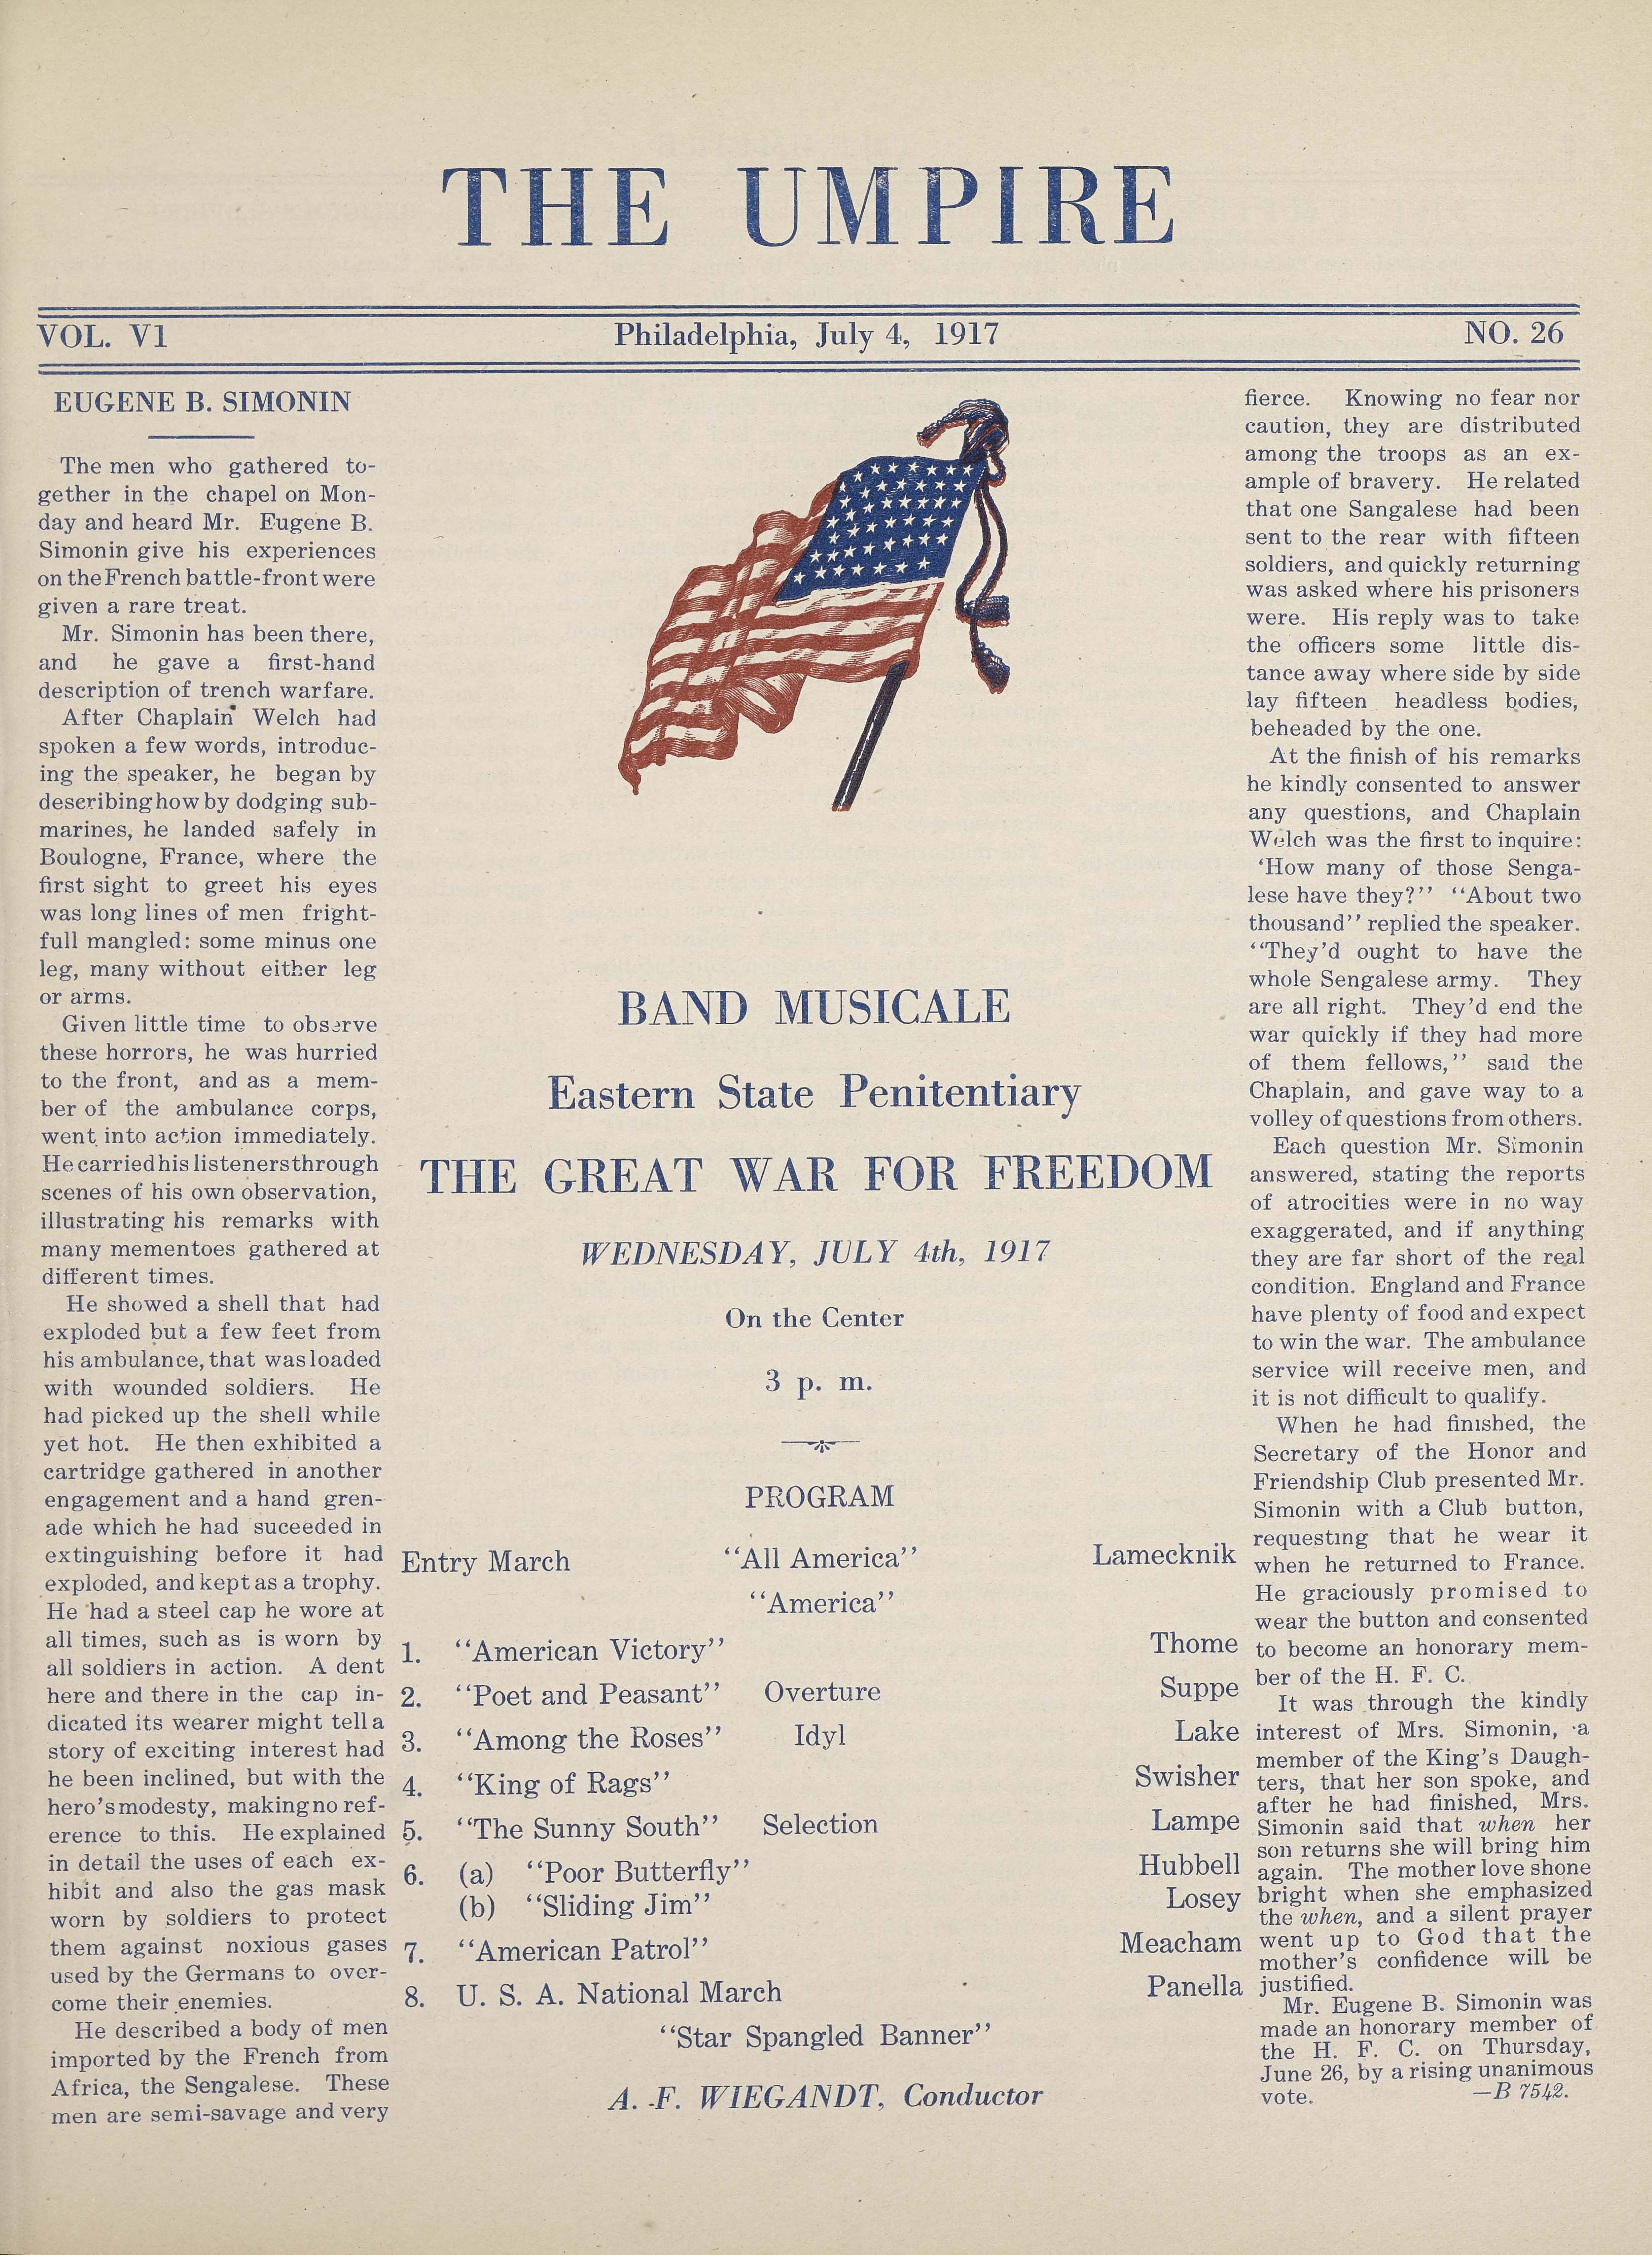 THE UMPIRE
VOL. V1 Philadelphia, July 4, 1917 NO. 26
EUGENE B. SIMONIN
The men who gathered to-
gether in the chapel on Mon-
day and heard Mr. Eugene B.
Simonin give his experiences
on the French battle-front were
given a rare treat.
Mr. Simonin has been there,
and he gave a first-hand
description of trench warfare.
After Chaplain Welch had
spoken a few words, introduc-
ing the speaker, he began by
describing how by dodging sub-
marines, he landed safely in
Boulogne, France, where the
first sight to greet his eyes
was long lines of men fright-
full mangled: some minus one
leg, many without either leg
or arms.
Given little time to observe
these horrors, he was hurried
to the front, and as a mem-
ber of the ambulance corps,
went into action immediately.
He carried his listeners through
scenes of his own observation,
illustrating his remarks with
many mementoes gathered at
different times.
He showed a shell that had
exploded but a few feet from
his ambulance, that was loaded
with wounded soldiers. He
had picked up the shell while
yet hot. He then exhibited a
cartridge gathered in another
engagement and a hand gren-
ade which he had suceeded in
extinguishing before it had
exploded, and kept as a trophy.
He had a steel cap he wore at
all times, such as is worn by
all soldiers in action. A dent
here and there in the cap in-
dicated its wearer might tell a
story of exciting interest had
he been inclined, but with the
hero's modesty, making no ref-
erence to this. He explained
in detail the uses of each ex-
hibit and also the gas mask
worn by soldiers to protect
them against noxious gases
used by the Germans to over-
come their enemies.
He described a body of men
imported by the French from
Africa, the Sengalese. These
men are semi-savage and very
BAND MUSICALE
Eastern State Penitentiary
THE GREAT WAR FOR FREEDOM
WEDNESDAY, JULY 4th, 1917
On the Center
3 p. m.
PROGRAM
Entry March "All America" Lamecknik
"America"
1. "American Victory" Thome
2. "Poet and Peasant" Overture Suppe
3. "Among the Roses" Idyl Lake
4. "King of Rags" Swisher
5. "The Sunny South" Selection Lampe
6. (a) "Poor Butterfly" Hubbell
(b) "Sliding Jim" Losey
7. "American Patrol" Meacham
8. U. S. A. National March Panella
"Star Spangled Banner"
A. F. WIEGANDT, Conductor
fierce. Knowing no fear nor
caution, they are distributed
among the troops as an ex-
ample of bravery. He related
that one Sangalese had been
sent to the rear with fifteen
soldiers, and quickly returning
was asked where his prisoners
were. His reply was to take
the officers some little dis-
tance away where side by side
lay fifteen headless bodies,
beheaded by the one.
At the finish of his remarks
he kindly consented to answer
any questions, and Chaplain
Welch was the first to inquire:
'How many of those Senga-
lese have they?" "About two
thousand" replied the speaker.
"They'd ought to have the
whole Sengalese army. They
are all right. They'd end the
war quickly if they had more
of them fellows," said the
Chaplain, and gave way to a
volley of questions from others.
Each question Mr. Simonin
answered, stating the reports
of atrocities were in no way
exaggerated, and if anything
they are far short of the real
condition. England and France
have plenty of food and expect
to win the war. The ambulance
service will receive men, and
it is not difficult to qualify.
When he had finished, the
Secretary of the Honor and
Friendship Club presented Mr.
Simonin with a Club button,
requesting that he wear it
when he returned to France.
He graciously promised to
wear the button and consented
to become an honorary mem-
ber of the H. F. C.
It was through the kindly
interest of Mrs. Simonin, a
member of the King's Daugh-
ters, that her son spoke, and
after he had finished, Mrs.
Simonin said that when her
son returns she will bring him
again. The mother love shone
bright when she emphasized
the when, and a silent prayer
went up to God that the
mother's confidence will be
justified.
Mr. Eugene B. Simonin was
made an honorary member of
the H. F. C. on Thursday,
June 26, by a rising unanimous
vote. —B 7542.